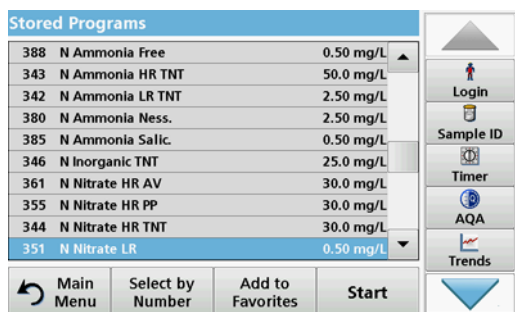 Stored Programs
388 N Ammonia Free 0.50 mg/L
343 N Ammonia HR TNT 50.0 mg/L
342 N Ammonia LR TNT 2.50 mg/L
380 N Ammonia Ness. 2.50 mg/L
385 N Ammonia Salic. 0.50 mg/L
346 N Inorganic TNT 25.0 mg/L
361 N Nitrate HR AV 30.0 mg/L
355 N Nitrate HR PP 30.0 mg/L
344 N Nitrate HR TNT 30.0 mg/L
351 N Nitrate LR 0.50 mg/L
Main
Menu
Select by
Number
Add to
Favorites
Start
Login
Sample ID
Timer
AQA
Trends